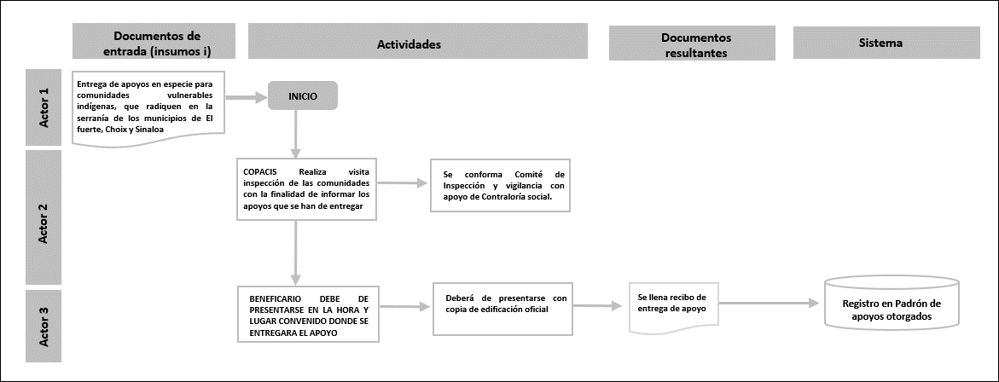 Documentos de
entrada (insumos i)
Actividades
Documentos
resultantes
Sistema
Actor 1
Entrega de apoyos en especie para
comunidades vulnerables
indígenas, que radiquen en la
serranía de los municipios de El
fuerte, Choix y Sinaloa
INICIO
Actor 2
COPACIS Realiza visita
inspección de las comunidades
con la finalidad de informar los
apoyos que se han de entregar
Se conforma Comité de
Inspección y vigilancia con
apoyo de Contraloría social.
Actor 3
BENEFICIARIO DEBE DE
PRESENTARSE EN LA HORA Y
LUGAR CONVENIDO DONDE SE
ENTREGARA EL APOYO
Deberá de presentarse con
copia de edificación oficial
Se llena recibo de
entrega de apoyo
Registro en Padrón de
apoyos otorgados